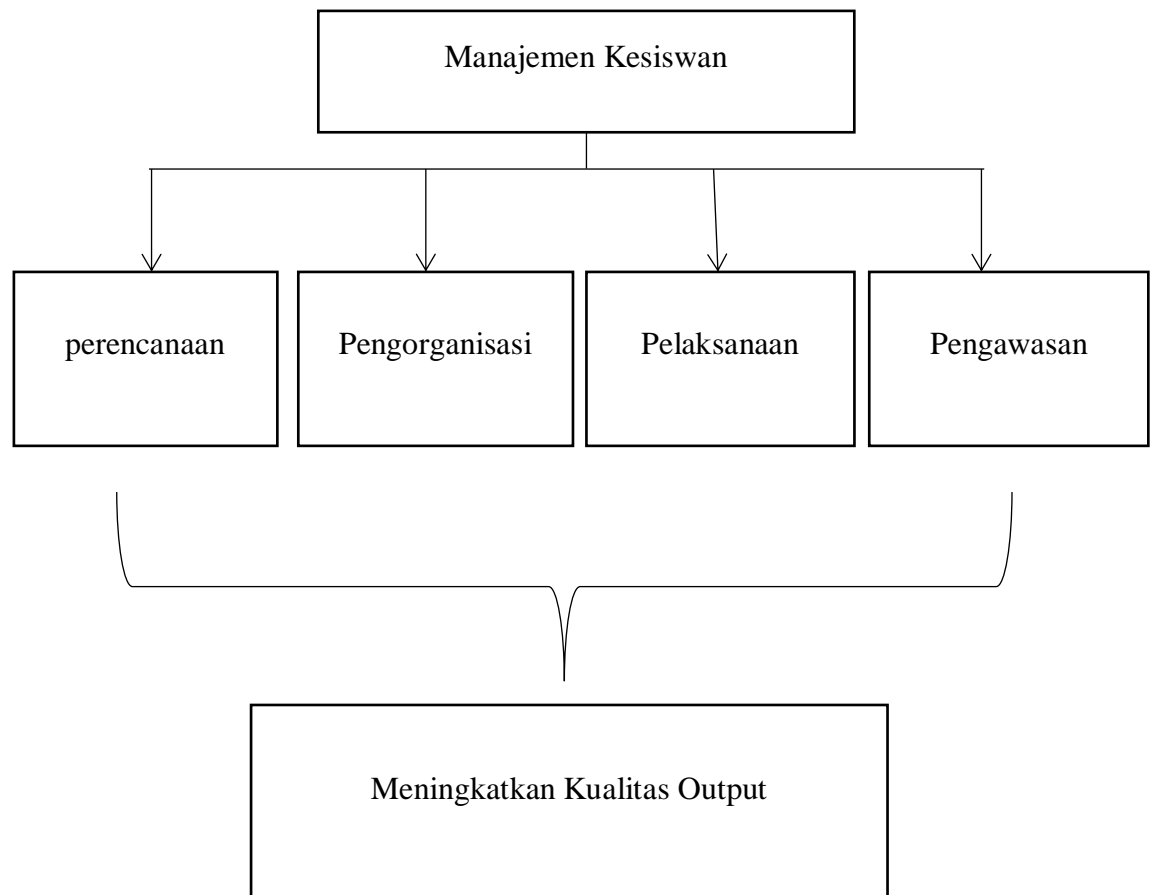 Manajemen Kesiswan
perencanaan
Pengorganisasi
Pelaksanaan
Pengawasan
Meningkatkan Kualitas Output